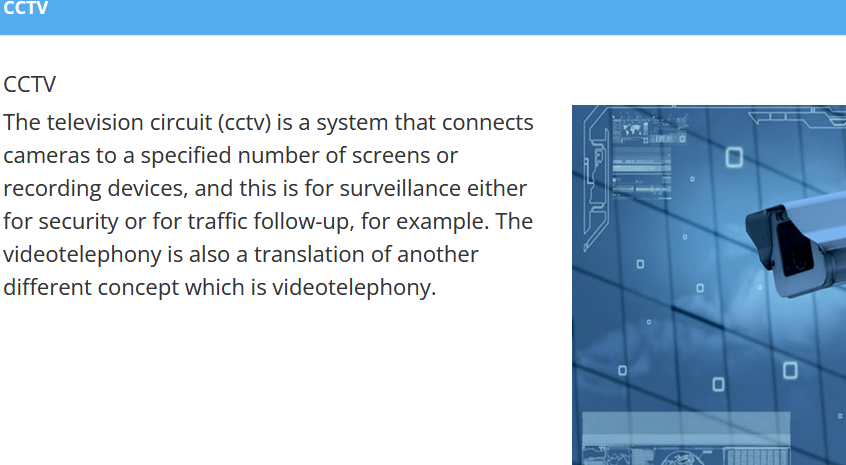 CCTV
CCTV
The television circuit (cctv) is a system that connects
cameras to a specified number of screens or
recording devices, and this is for surveillance either
for security or for traffic follow-up, for example. The
videotelephony is also a translation of another
different concept which is videotelephony.